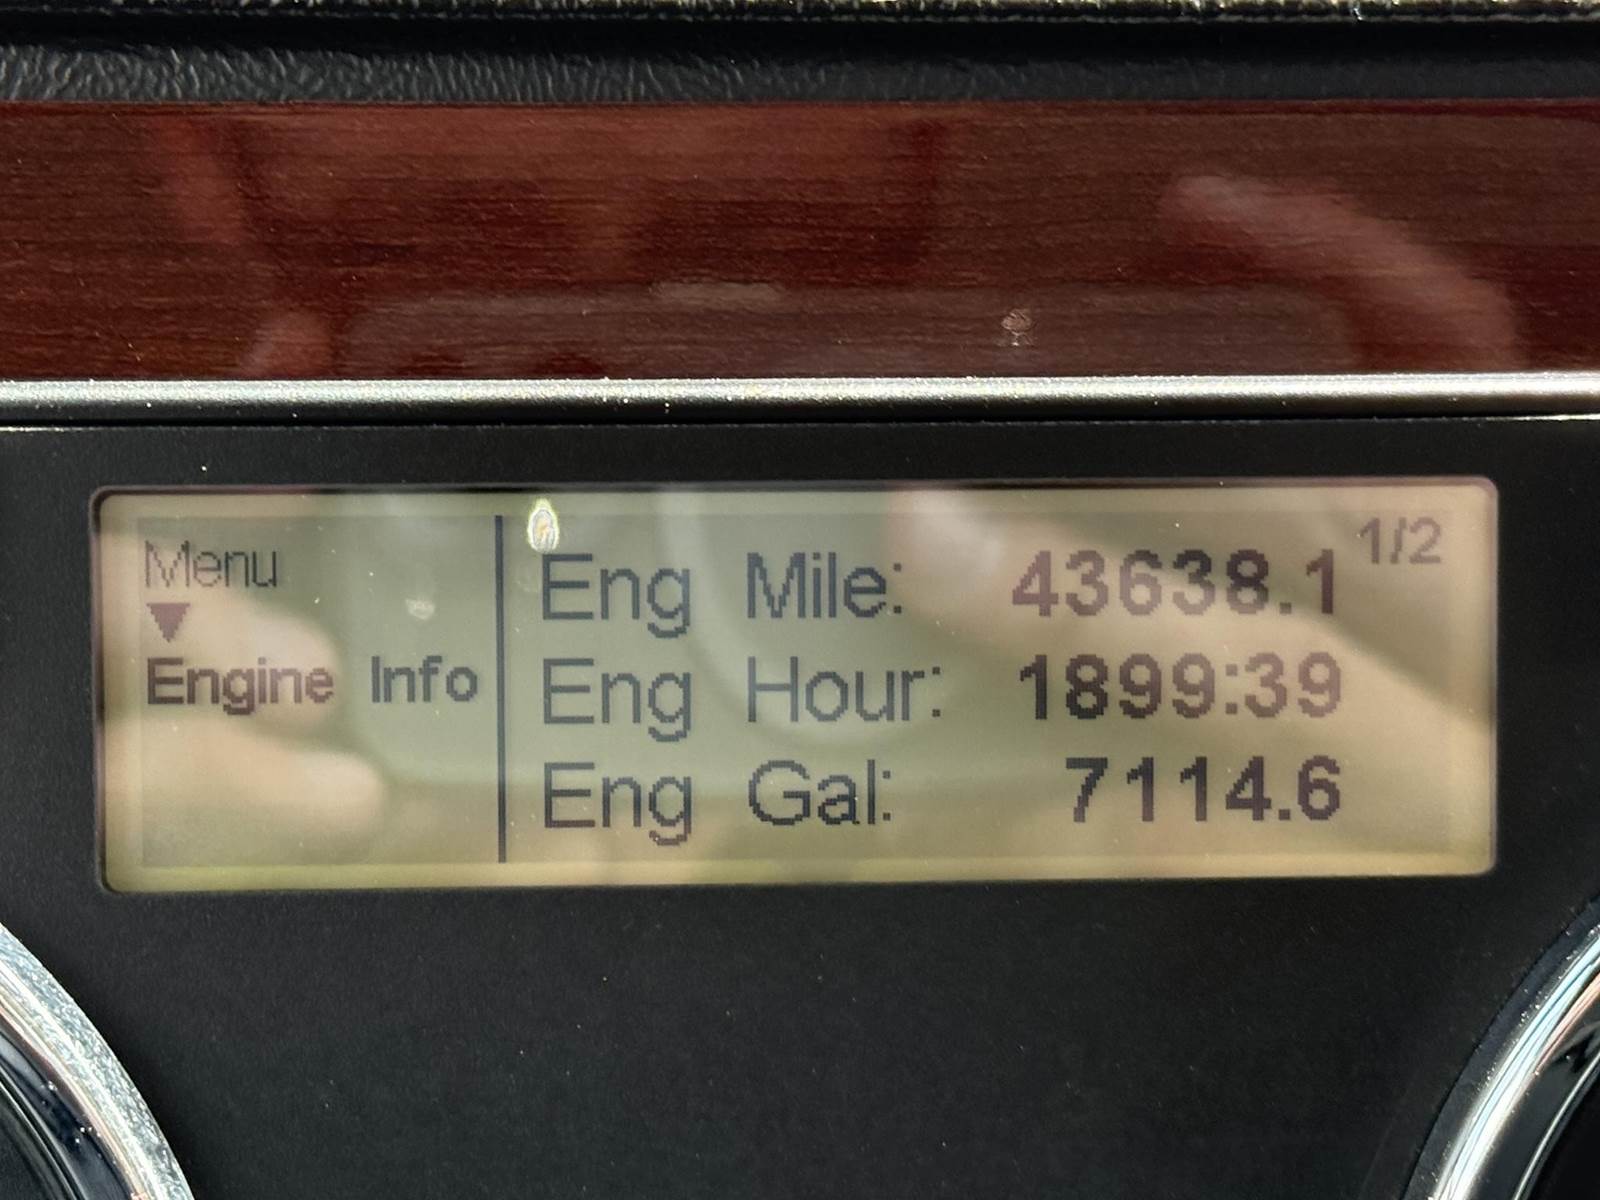 Menu
▼
Engine Info
1/2
Eng Mile: 43638.1
Eng Hour: 1899:39
Eng Gal: 7114.6